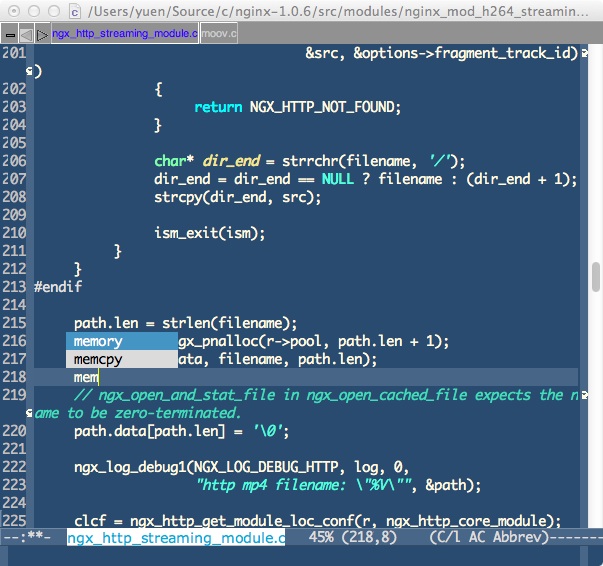 /Users/yuen/Source/c/nginx-1.0.6/src/modules/nginx_mod_h264_streamin...
ngx_http_streaming_module.c moov.c
201 &src, &options->fragment_track_id)
)
202 {
203 return NGX_HTTP_NOT_FOUND;
204 }
205
206 char* dir_end = strrchr(filename, '/');
207 dir_end = dir_end == NULL ? filename : (dir_end + 1);
208 strcpy(dir_end, src);
209
210 ism_exit(ism);
211 }
212 }
213 #endif
214
215 path.len = strlen(filename);
216 memory gx_pnalloc(r->pool, path.len + 1);
217 memcpy ata, filename, path.len);
218 mem
219 // ngx_open_and_stat_file in ngx_open_cached_file expects the n
ame to be zero-terminated.
220 path.data[path.len] = '\0';
221
222 ngx_log_debug1(NGX_LOG_DEBUG_HTTP, log, 0,
223 "http mp4 filename: \"%V\"", &path);
224
225 clcf = ngx_http_get_module_loc_conf(r, ngx_http_core_module);
--:**- ngx_http_streaming_module.c 45% (218,8) (C/l AC Abbrev)-------